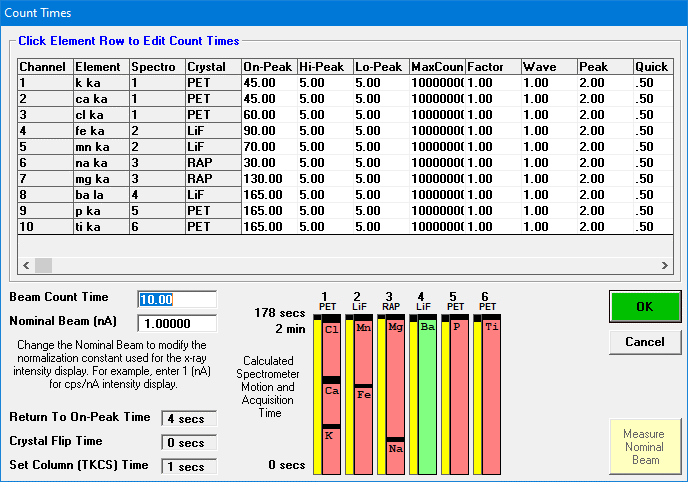 Count Times
Click Element Row to Edit Count Times
Channel Element Spectro Crystal On-Peak Hi-Peak Lo-Peak MaxCoun Factor Wave Peak Quick
1 k ka 1 PET 45.00 5.00 5.00 10000000 1.00 1.00 2.00 .50
2 ca ka 1 PET 45.00 5.00 5.00 10000000 1.00 1.00 2.00 .50
3 cl ka 1 PET 60.00 5.00 5.00 10000000 1.00 1.00 2.00 .50
4 fe ka 2 LiF 90.00 5.00 5.00 10000000 1.00 1.00 2.00 .50
5 mn ka 2 LiF 70.00 5.00 5.00 10000000 1.00 1.00 2.00 .50
6 na ka 3 RAP 30.00 5.00 5.00 10000000 1.00 1.00 2.00 .50
7 mg ka 3 RAP 130.00 5.00 5.00 10000000 1.00 1.00 2.00 .50
8 ba la 4 LiF 165.00 5.00 5.00 10000000 1.00 1.00 2.00 .50
9 p ka 5 PET 165.00 5.00 5.00 10000000 1.00 1.00 2.00 .50
10 ti ka 6 PET 165.00 5.00 5.00 10000000 1.00 1.00 2.00 .50
Beam Count Time 10.00
Nominal Beam (nA) 1.00000
Change the Nominal Beam to modify the
normalization constant used for the x-ray
intensity display. For example, enter 1 (nA)
for cps/nA intensity display.
Return To On-Peak Time 4 secs
Crystal Flip Time 0 secs
Set Column (TKCS) Time 1 secs
1 2 3 4 5 6
PET LiF RAP LiF PET PET
178 secs
2 min
Calculated
Spectrometer
Motion and
Acquisition
Time
0 secs
Cl Mn Mg Ba P Ti
Ca Fe
K Na
OK
Cancel
Measure
Nominal
Beam